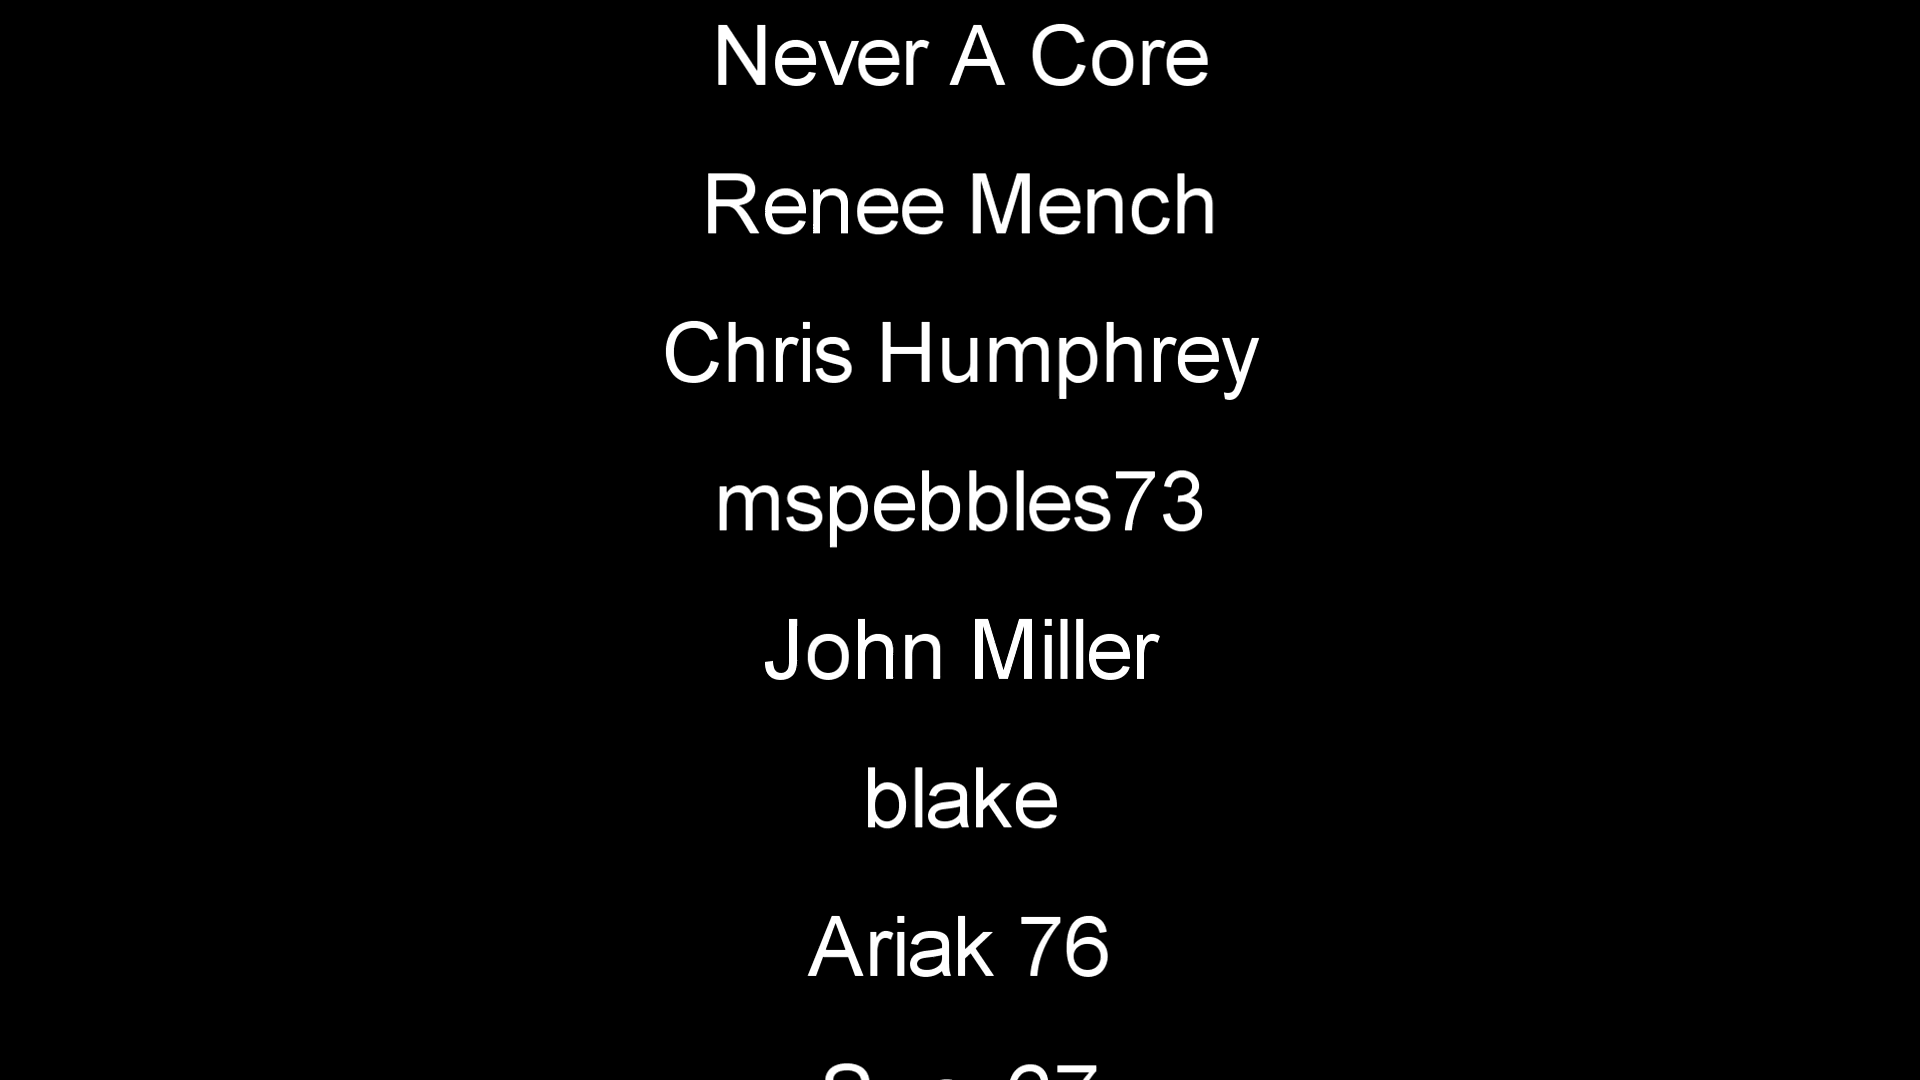 Never A Core
Renee Mench
Chris Humphrey
mspebbles73
John Miller
blake
Ariak 76